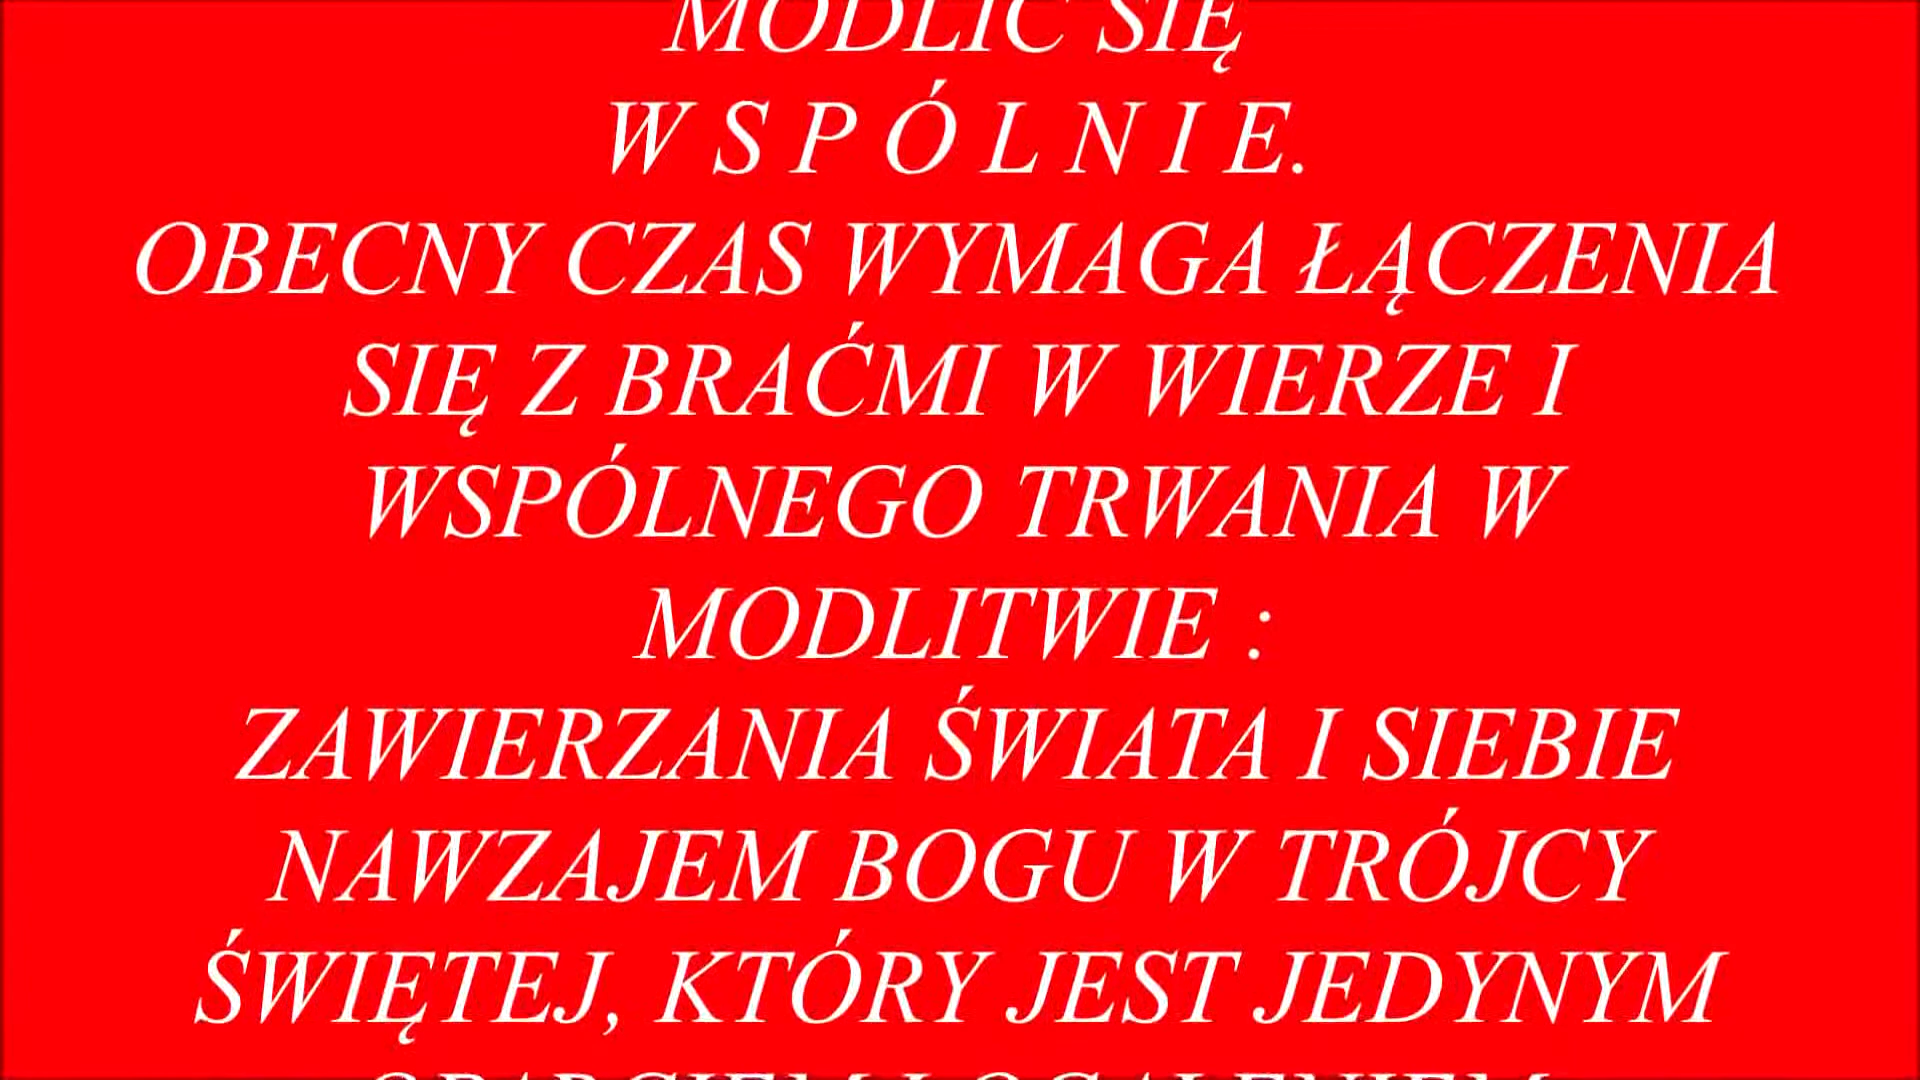 MODLIĆ SIĘ
W S P Ó L N I E.
OBECNY CZAS WYMAGA ŁĄCZENIA
SIĘ Z BRAĆMI W WIERZE I
WSPÓLNEGO TRWANIA W
MODLITWIE :
ZAWIERZANIA ŚWIATA I SIEBIE
NAWZAJEM BOGU W TRÓJCY
ŚWIĘTEJ, KTÓRY JEST JEDYNYM